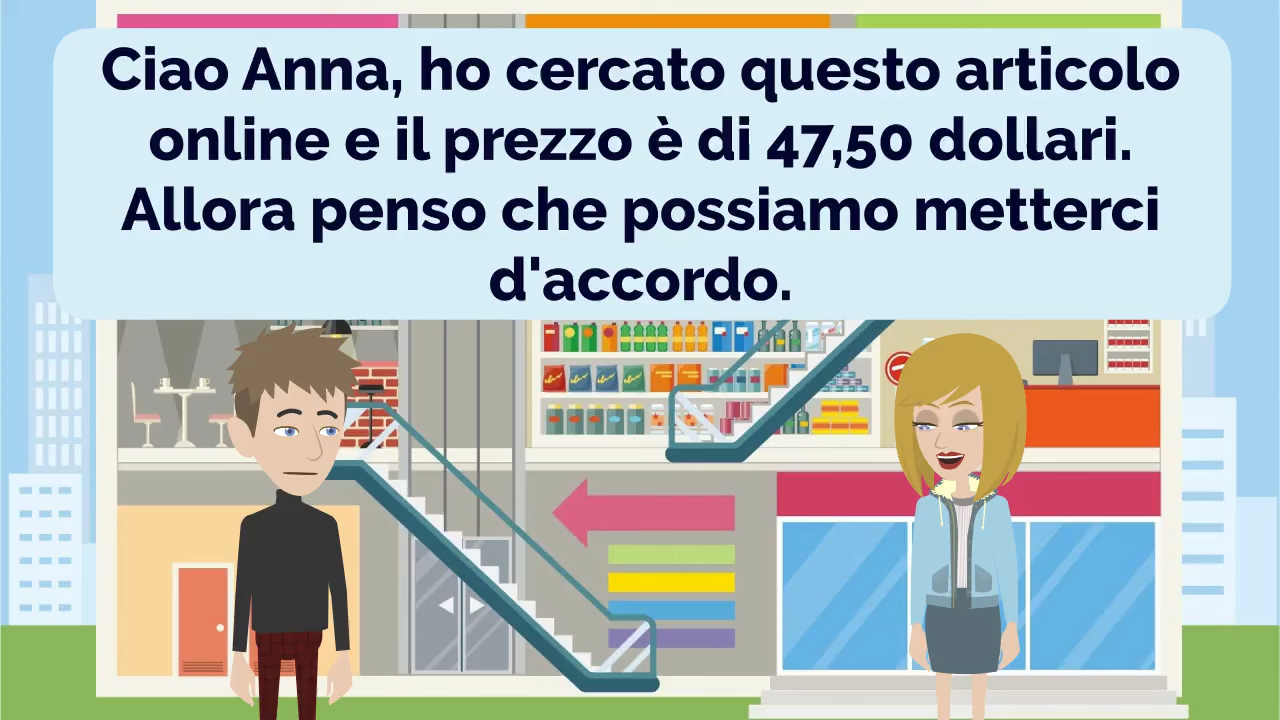 Ciao Anna, ho cercato questo articolo
online e il prezzo è di 47,50 dollari.
Allora penso che possiamo metterci
d'accordo.